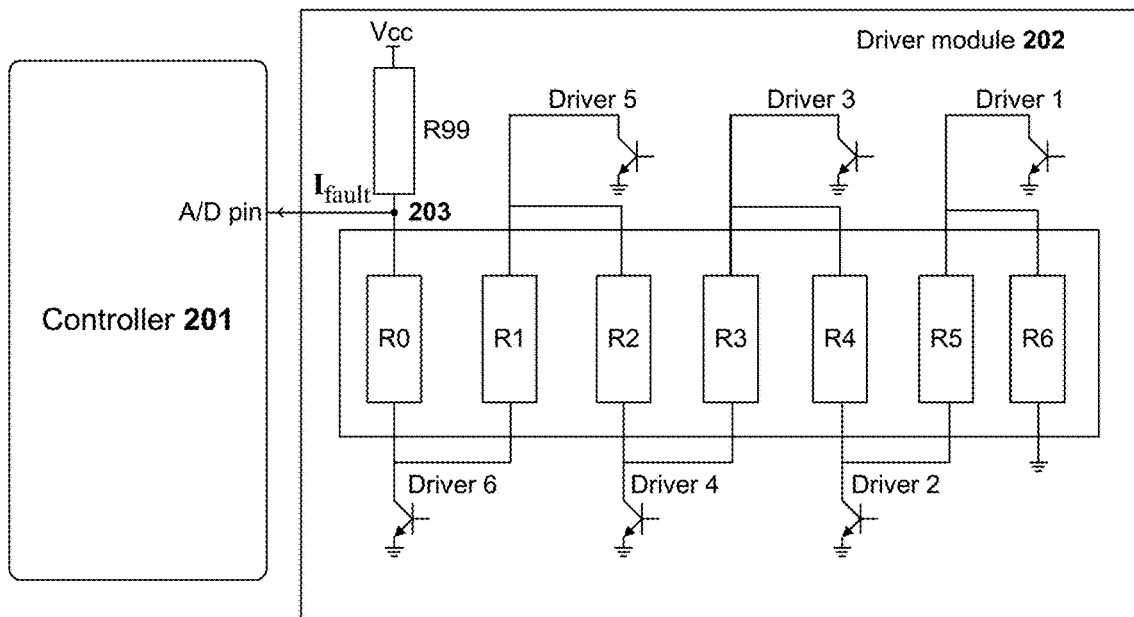 Vcc
Driver module 202
Driver 5
Driver 3
Driver 1
R99
Ifault
A/D pin
203
Controller 201
R0
R1
R2
R3
R4
R5
R6
Driver 6
Driver 4
Driver 2